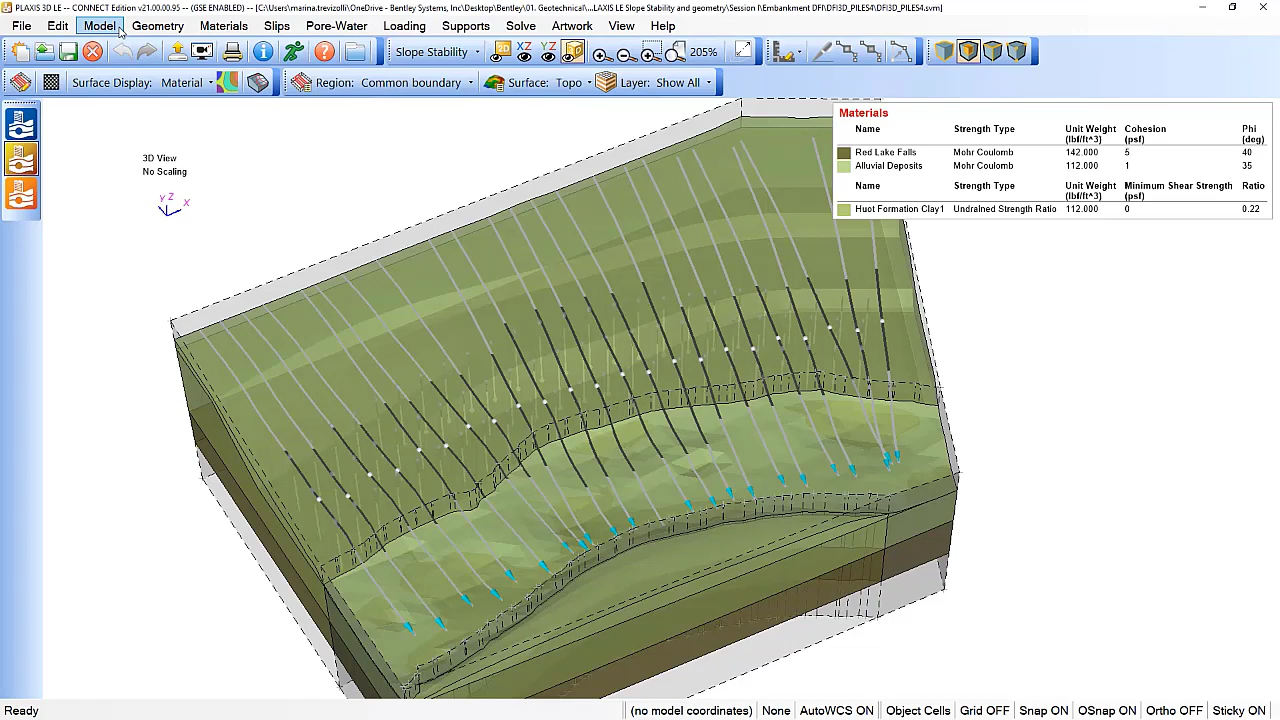 PLAXIS 3D LE -- CONNECT Edition v21.00.00.95 -- (GSE ENABLED) -- [C:\Users\marina.trevizolli\OneDrive - Bentley Systems, Inc\Desktop\Bentley\01. Geotechnical\...LAXIS LE Slope Stability and geometry\Session I\Embankment DFI\DFI3D_PILES4\DFI3D_PILES4.svm]
File Edit Model Geometry Materials Slips Pore-Water Loading Supports Solve Artwork View Help
Slope Stability 2D XZ YZ 205%
Surface Display: Material Region: Common boundary Surface: Topo Layer: Show All
Materials
Name Strength Type Unit Weight (lbf/ft^3) Cohesion (psf) Phi (deg)
Red Lake Falls Mohr Coulomb 142.000 5 40
Alluvial Deposits Mohr Coulomb 112.000 1 35
Name Strength Type Unit Weight (lbf/ft^3) Minimum Shear Strength (psf) Ratio
Huot Formation Clay1 Undrained Strength Ratio 112.000 0 0.22
3D View
No Scaling
Y Z X
Ready (no model coordinates) None AutoWCS ON Object Cells Grid OFF Snap ON OSnap ON Ortho OFF Sticky ON